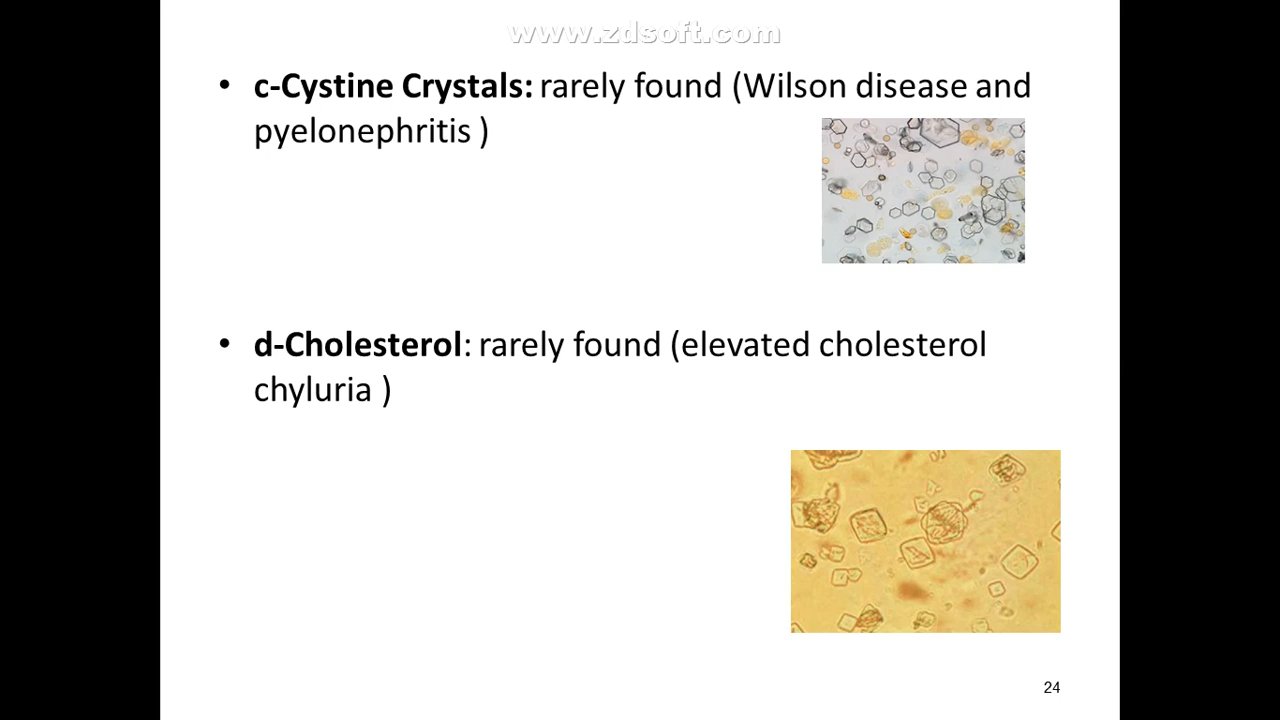 www.zdsoft.com
• c-Cystine Crystals: rarely found (Wilson disease and
pyelonephritis )
• d-Cholesterol: rarely found (elevated cholesterol
chyluria )
24